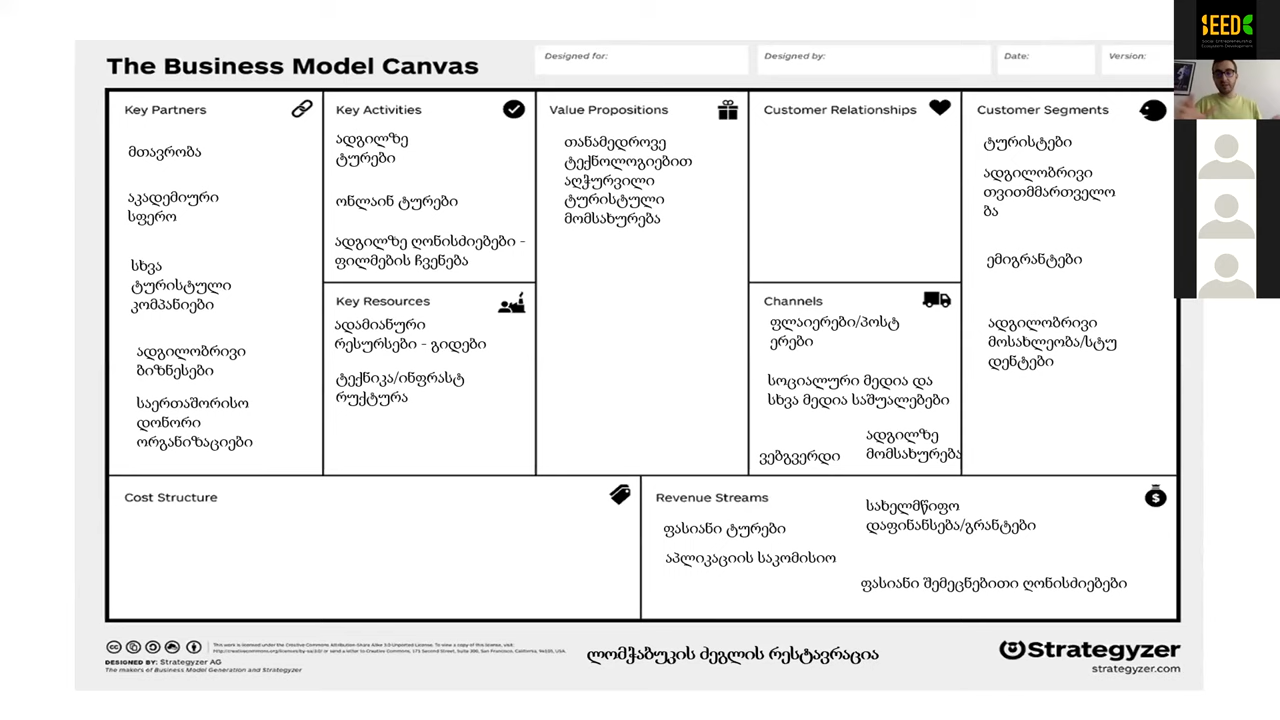 SEED
The Business Model Canvas
Designed for:
Designed by:
Date:
Version:
Key Partners
მთავრობა
აკადემიური
სფერო
სხვა
ტურისტული
კომპანიები
ადგილობრივი
ბიზნესები
საერთაშორისო
დონორი
ორგანიზაციები
Key Activities
ადგილზე
ტურები
ონლაინ ტურები
ადგილზე ღონისძიებები -
ფილმების ჩვენება
Key Resources
ადამიანური
რესურსები - გიდები
ტექნიკა/ინფრასტ
რუქტურა
Value Propositions
თანამედროვე
ტექნოლოგიებით
აღჭურვილი
ტურისტული
მომსახურება
Customer Relationships
Channels
ფლაიერები/პოსტ
ერები
სოციალური მედია და
სხვა მედია საშუალებები
ვებგვერდი
ადგილზე
მომსახურება
Customer Segments
ტურისტები
ადგილობრივი
თვითმმართველო
ბა
ემიგრანტები
ადგილობრივი
მოსახლეობა/სტუ
დენტები
Cost Structure
Revenue Streams
ფასიანი ტურები
აპლიკაციის საკომისიო
სახელმწიფო
დაფინანსება/გრანტები
ფასიანი შემეცნებითი ღონისძიებები
DESIGNED BY: Strategyzer AG
The makers of Business Model Generation and Strategyzer
ლომჭაბუკის ძეგლის რესტავრაცია
Strategyzer
strategyzer.com